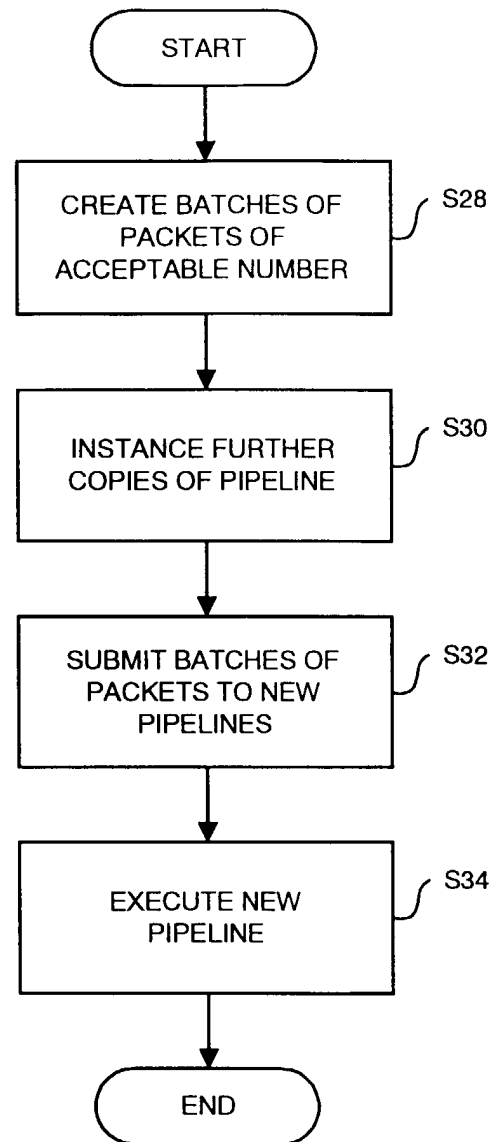 START
CREATE BATCHES OF
PACKETS OF
ACCEPTABLE NUMBER
S28
INSTANCE FURTHER
COPIES OF PIPELINE
S30
SUBMIT BATCHES OF
PACKETS TO NEW
PIPELINES
S32
EXECUTE NEW
PIPELINE
S34
END